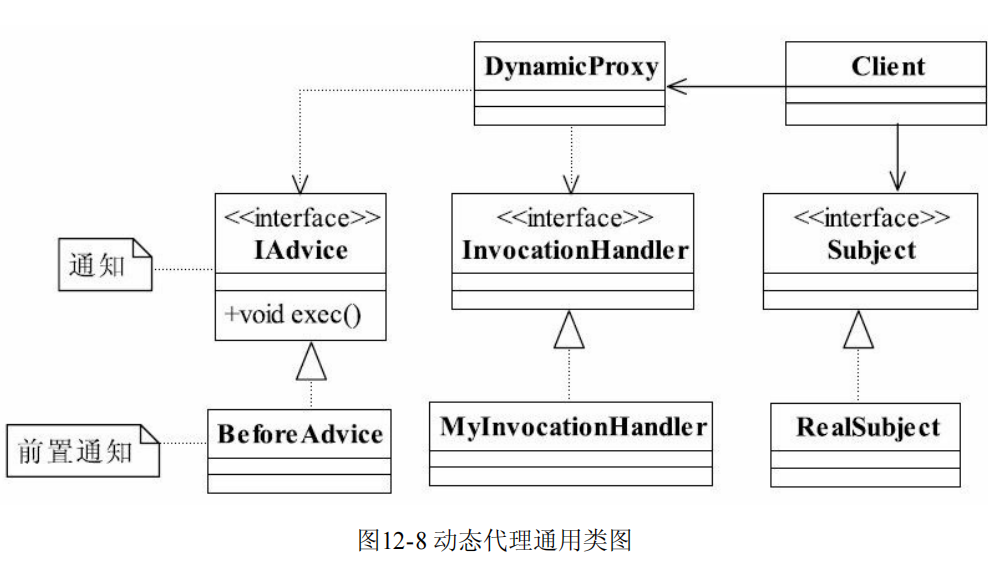 DynamicProxy
Client
<<interface>>
IAdvice
+void exec()
<<interface>>
InvocationHandler
<<interface>>
Subject
通知
BeforeAdvice
前置通知
MyInvocationHandler
RealSubject
图12-8 动态代理通用类图